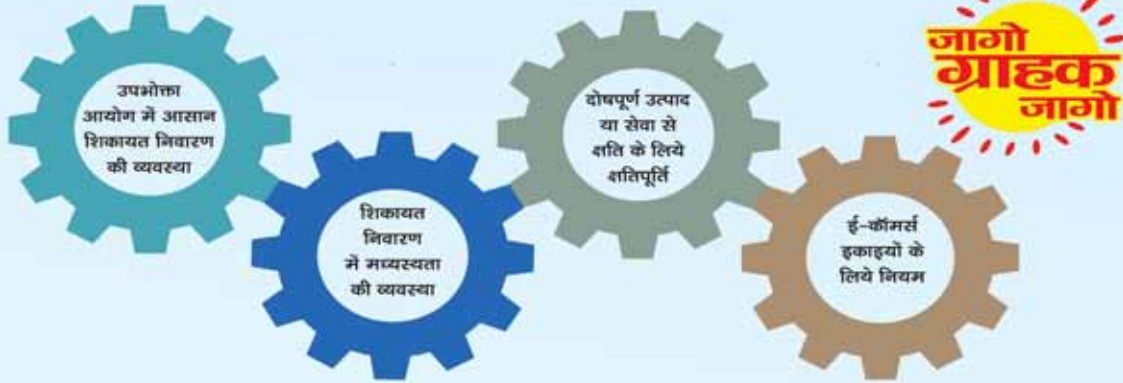 उपभोक्ता
आयोग में आसान
शिकायत निवारण
की व्यवस्था
शिकायत
निवारण
में मध्यस्थता
की व्यवस्था
दोषपूर्ण उत्पाद
या सेवा से
क्षति के लिये
क्षतिपूर्ति
ई-कॉमर्स
इकाइयों के
लिये नियम
जागो
ग्राहक
जागो